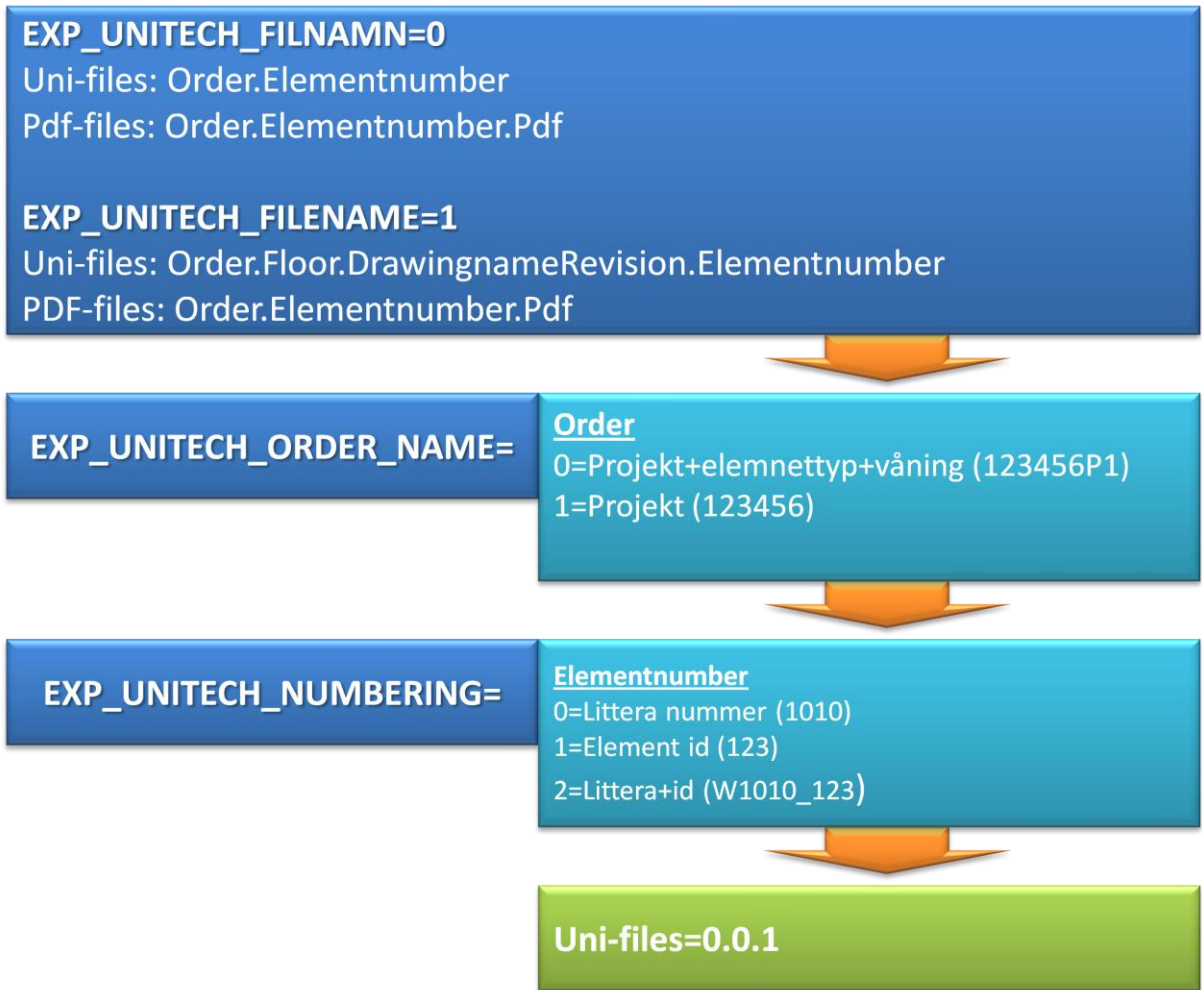 EXP_UNITECH_FILNAMN=0
Uni-files: Order.Elementnumber
Pdf-files: Order.Elementnumber.Pdf
EXP_UNITECH_FILENAME=1
Uni-files: Order.Floor.DrawingnameRevision.Elementnumber
PDF-files: Order.Elementnumber.Pdf
EXP_UNITECH_ORDER_NAME=
Order
0=Projekt+elemnettyp+våning (123456P1)
1=Projekt (123456)
EXP_UNITECH_NUMBERING=
Elementnumber
0=Littera nummer (1010)
1=Element id (123)
2=Littera+id (W1010_123)
Uni-files=0.0.1